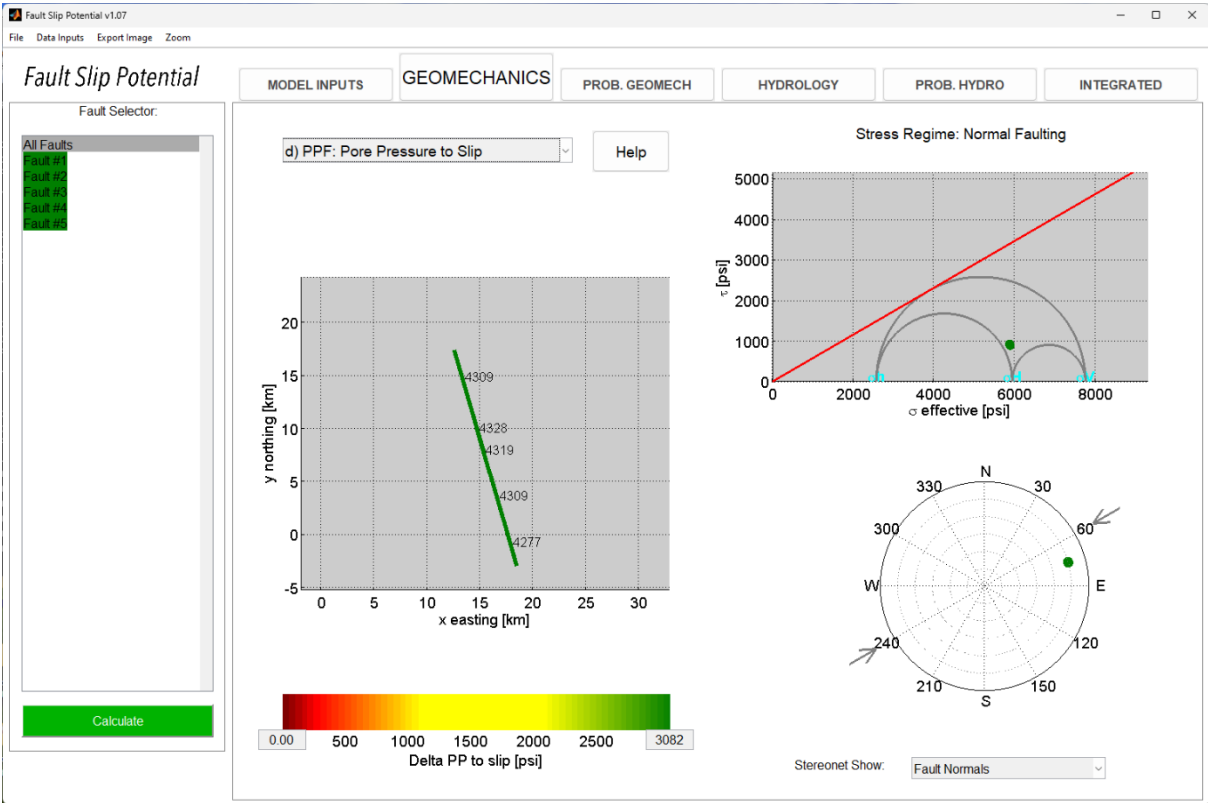 Fault Slip Potential v1.07
File Data Inputs Export Image Zoom
Fault Slip Potential
MODEL INPUTS GEOMECHANICS PROB. GEOMECH HYDROLOGY PROB. HYDRO INTEGRATED
Fault Selector:
All Faults
Fault #1
Fault #2
Fault #3
Fault #4
Fault #5
Calculate
d) PPF: Pore Pressure to Slip
Help
20
15
10
5
0
-5
y northing [km]
4309
4328
4319
4309
4277
0 5 10 15 20 25 30
x easting [km]
0.00 500 1000 1500 2000 2500 3082
Delta PP to slip [psi]
Stress Regime: Normal Faulting
5000
4000
3000
2000
1000
0
τ [psi]
0 2000 4000 6000 8000
σ effective [psi]
N
30
60
E
120
150
S
210
240
W
300
330
Stereonet Show: Fault Normals